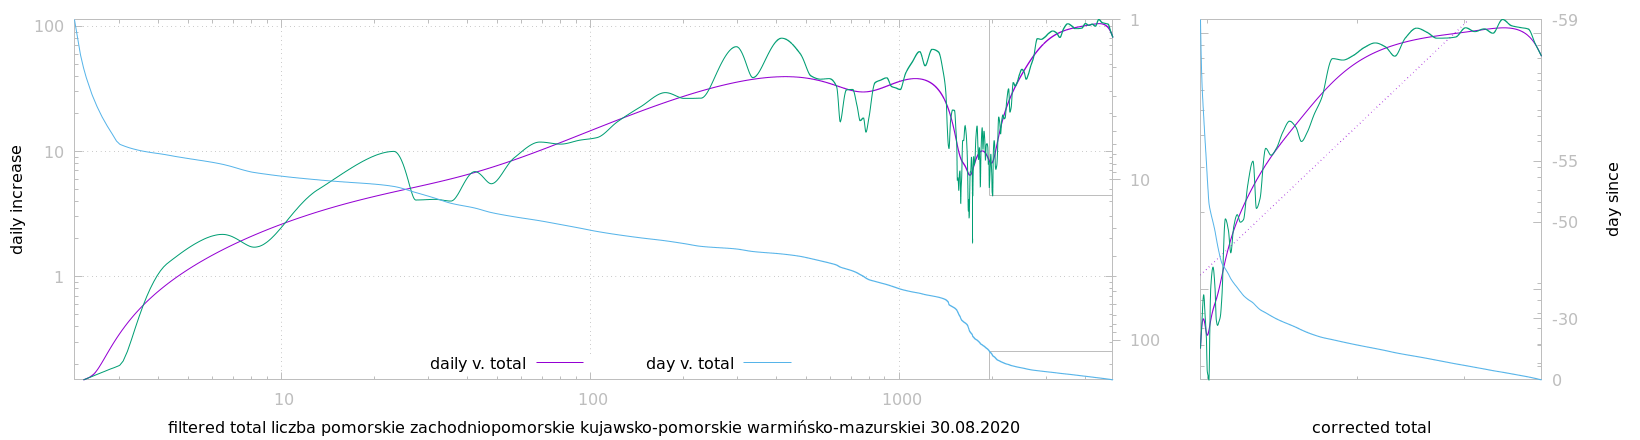 100
10
1
daily increase
daily v. total
day v. total
10
100
1000
1
10
100
filtered total liczba pomorskie zachodniopomorskie kujawsko-pomorskie warmińsko-mazurskiei 30.08.2020
-59
-55
-50
-30
0
day since
corrected total